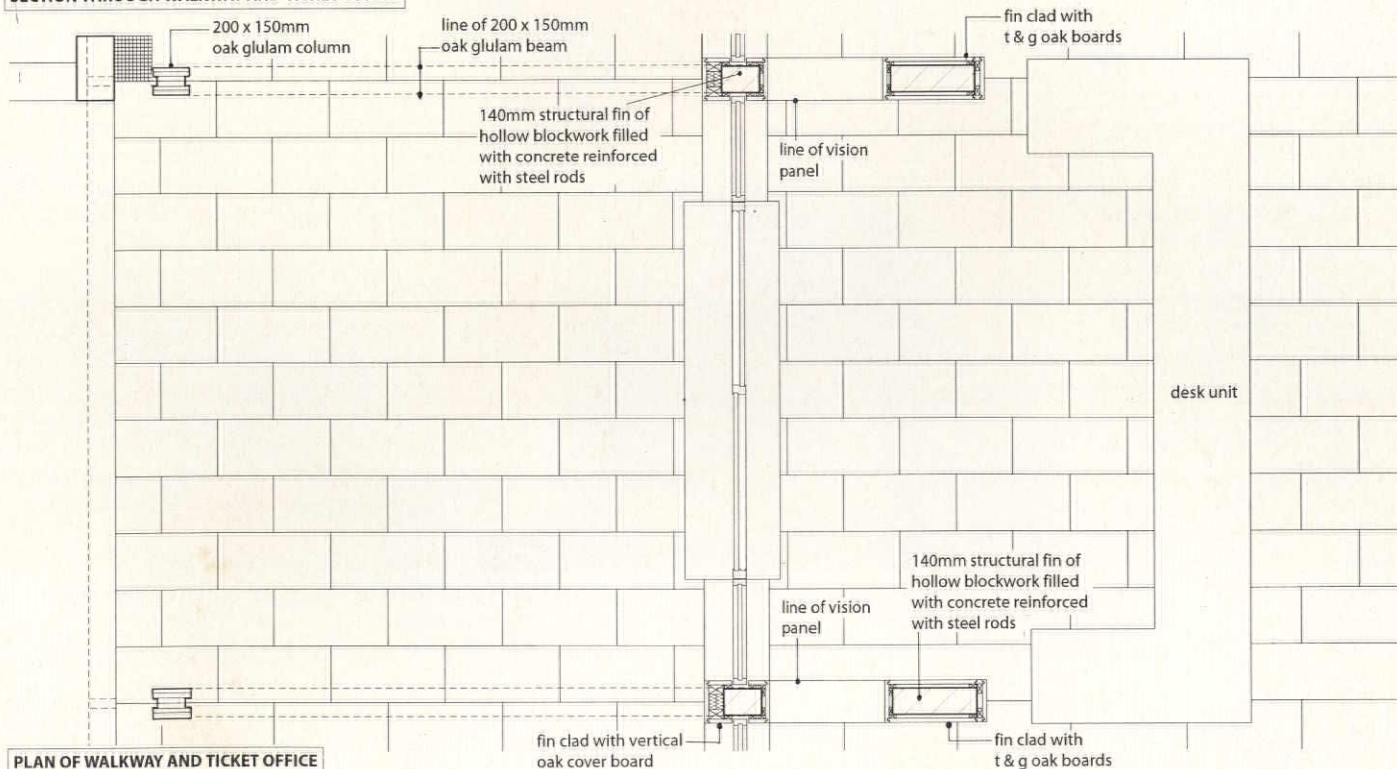 200 x 150mm
oak glulam column
line of 200 x 150mm
oak glulam beam
fin clad with
t & g oak boards
140mm structural fin of
hollow blockwork filled
with concrete reinforced
with steel rods
line of vision
panel
desk unit
140mm structural fin of
hollow blockwork filled
with concrete reinforced
with steel rods
line of vision
panel
fin clad with vertical
oak cover board
fin clad with
t & g oak boards
PLAN OF WALKWAY AND TICKET OFFICE